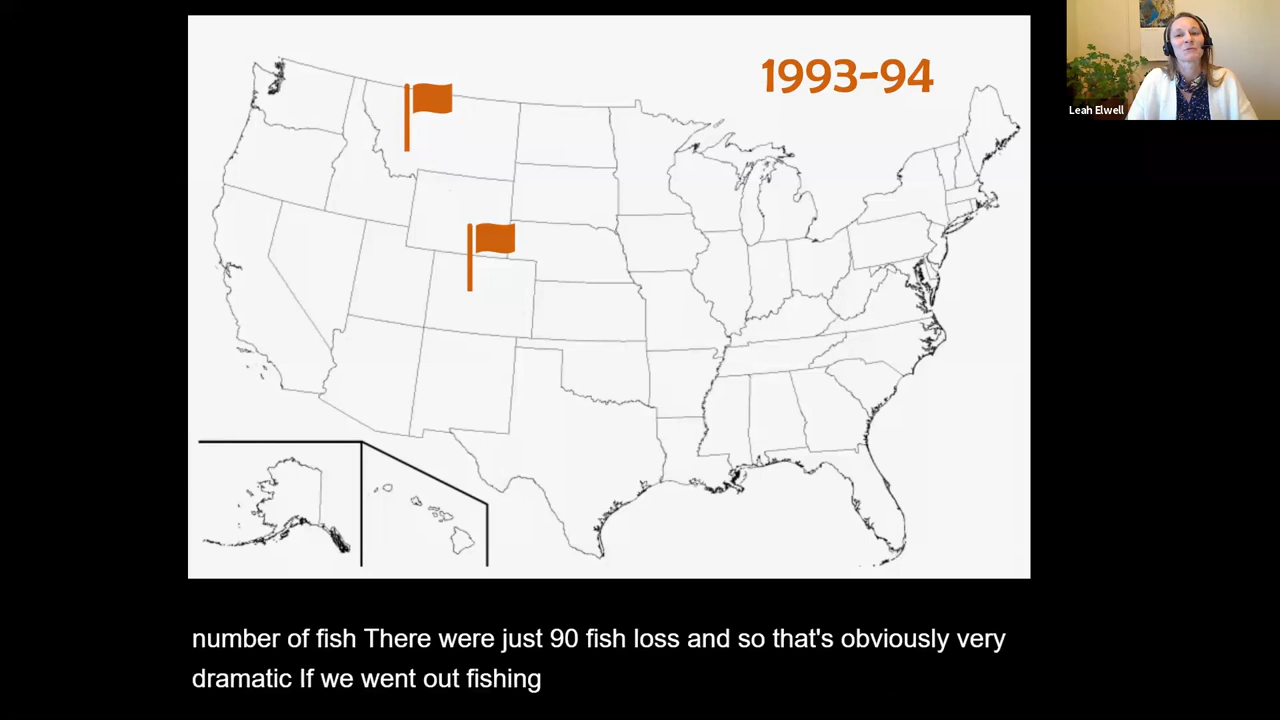 1993-94
Leah Elwell
number of fish There were just 90 fish loss and so that's obviously very
dramatic If we went out fishing